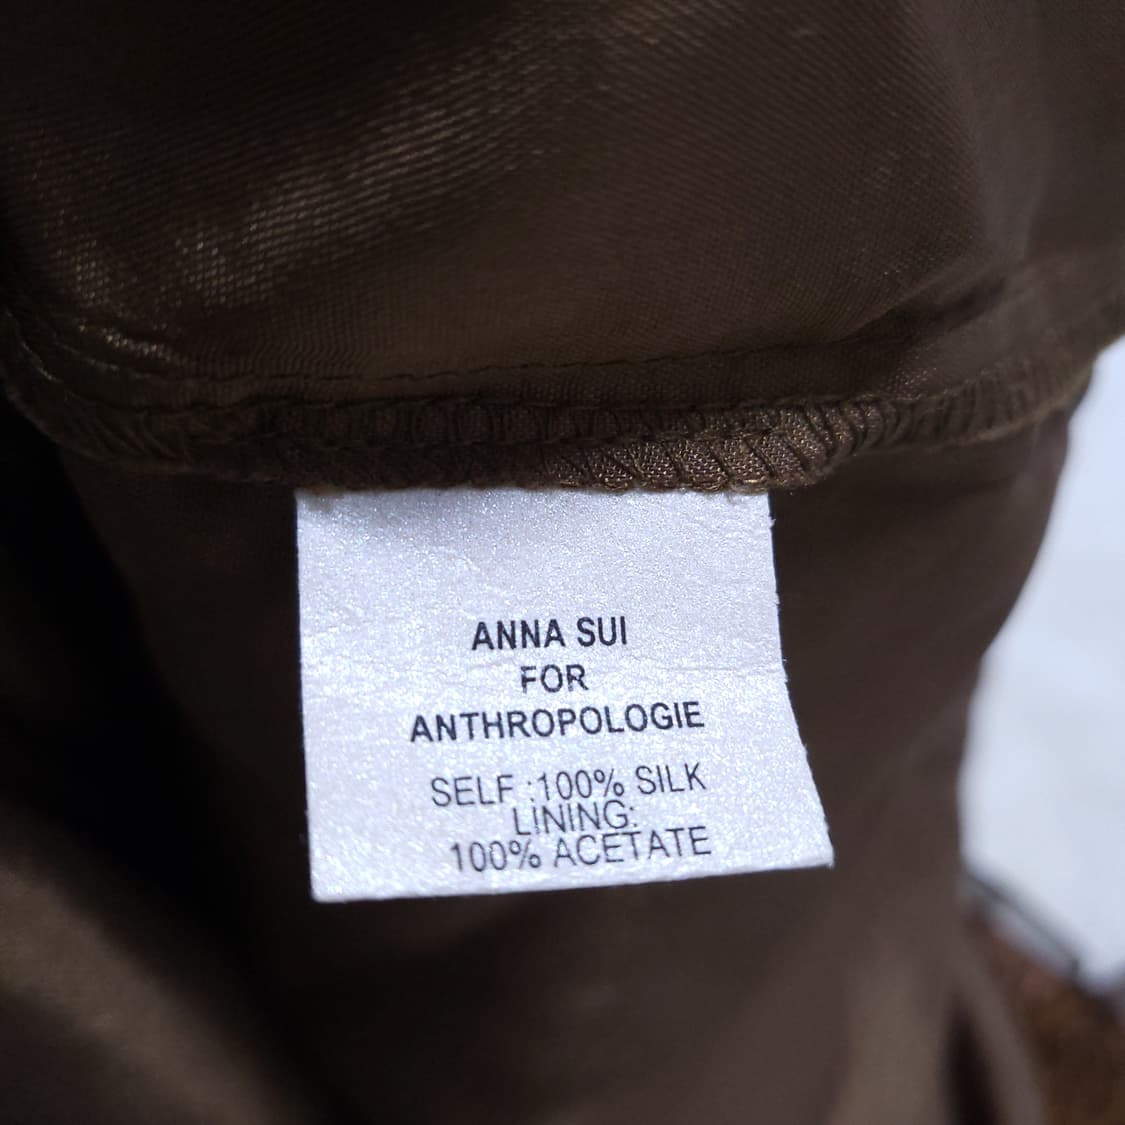 ANNA SUI
FOR
ANTHROPOLOGIE
SELF :100% SILK
LINING:
100% ACETATE